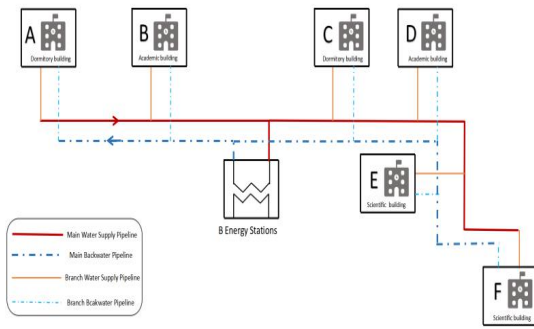 A
Dormitory building
B
Academic building
C
Dormitory building
D
Academic building
E
Scientific building
B Energy Stations
F
Scientific building
Main Water Supply Pipeline
Main Backwater Pipeline
Branch Water Supply Pipeline
Branch Bcakwater Pipeline